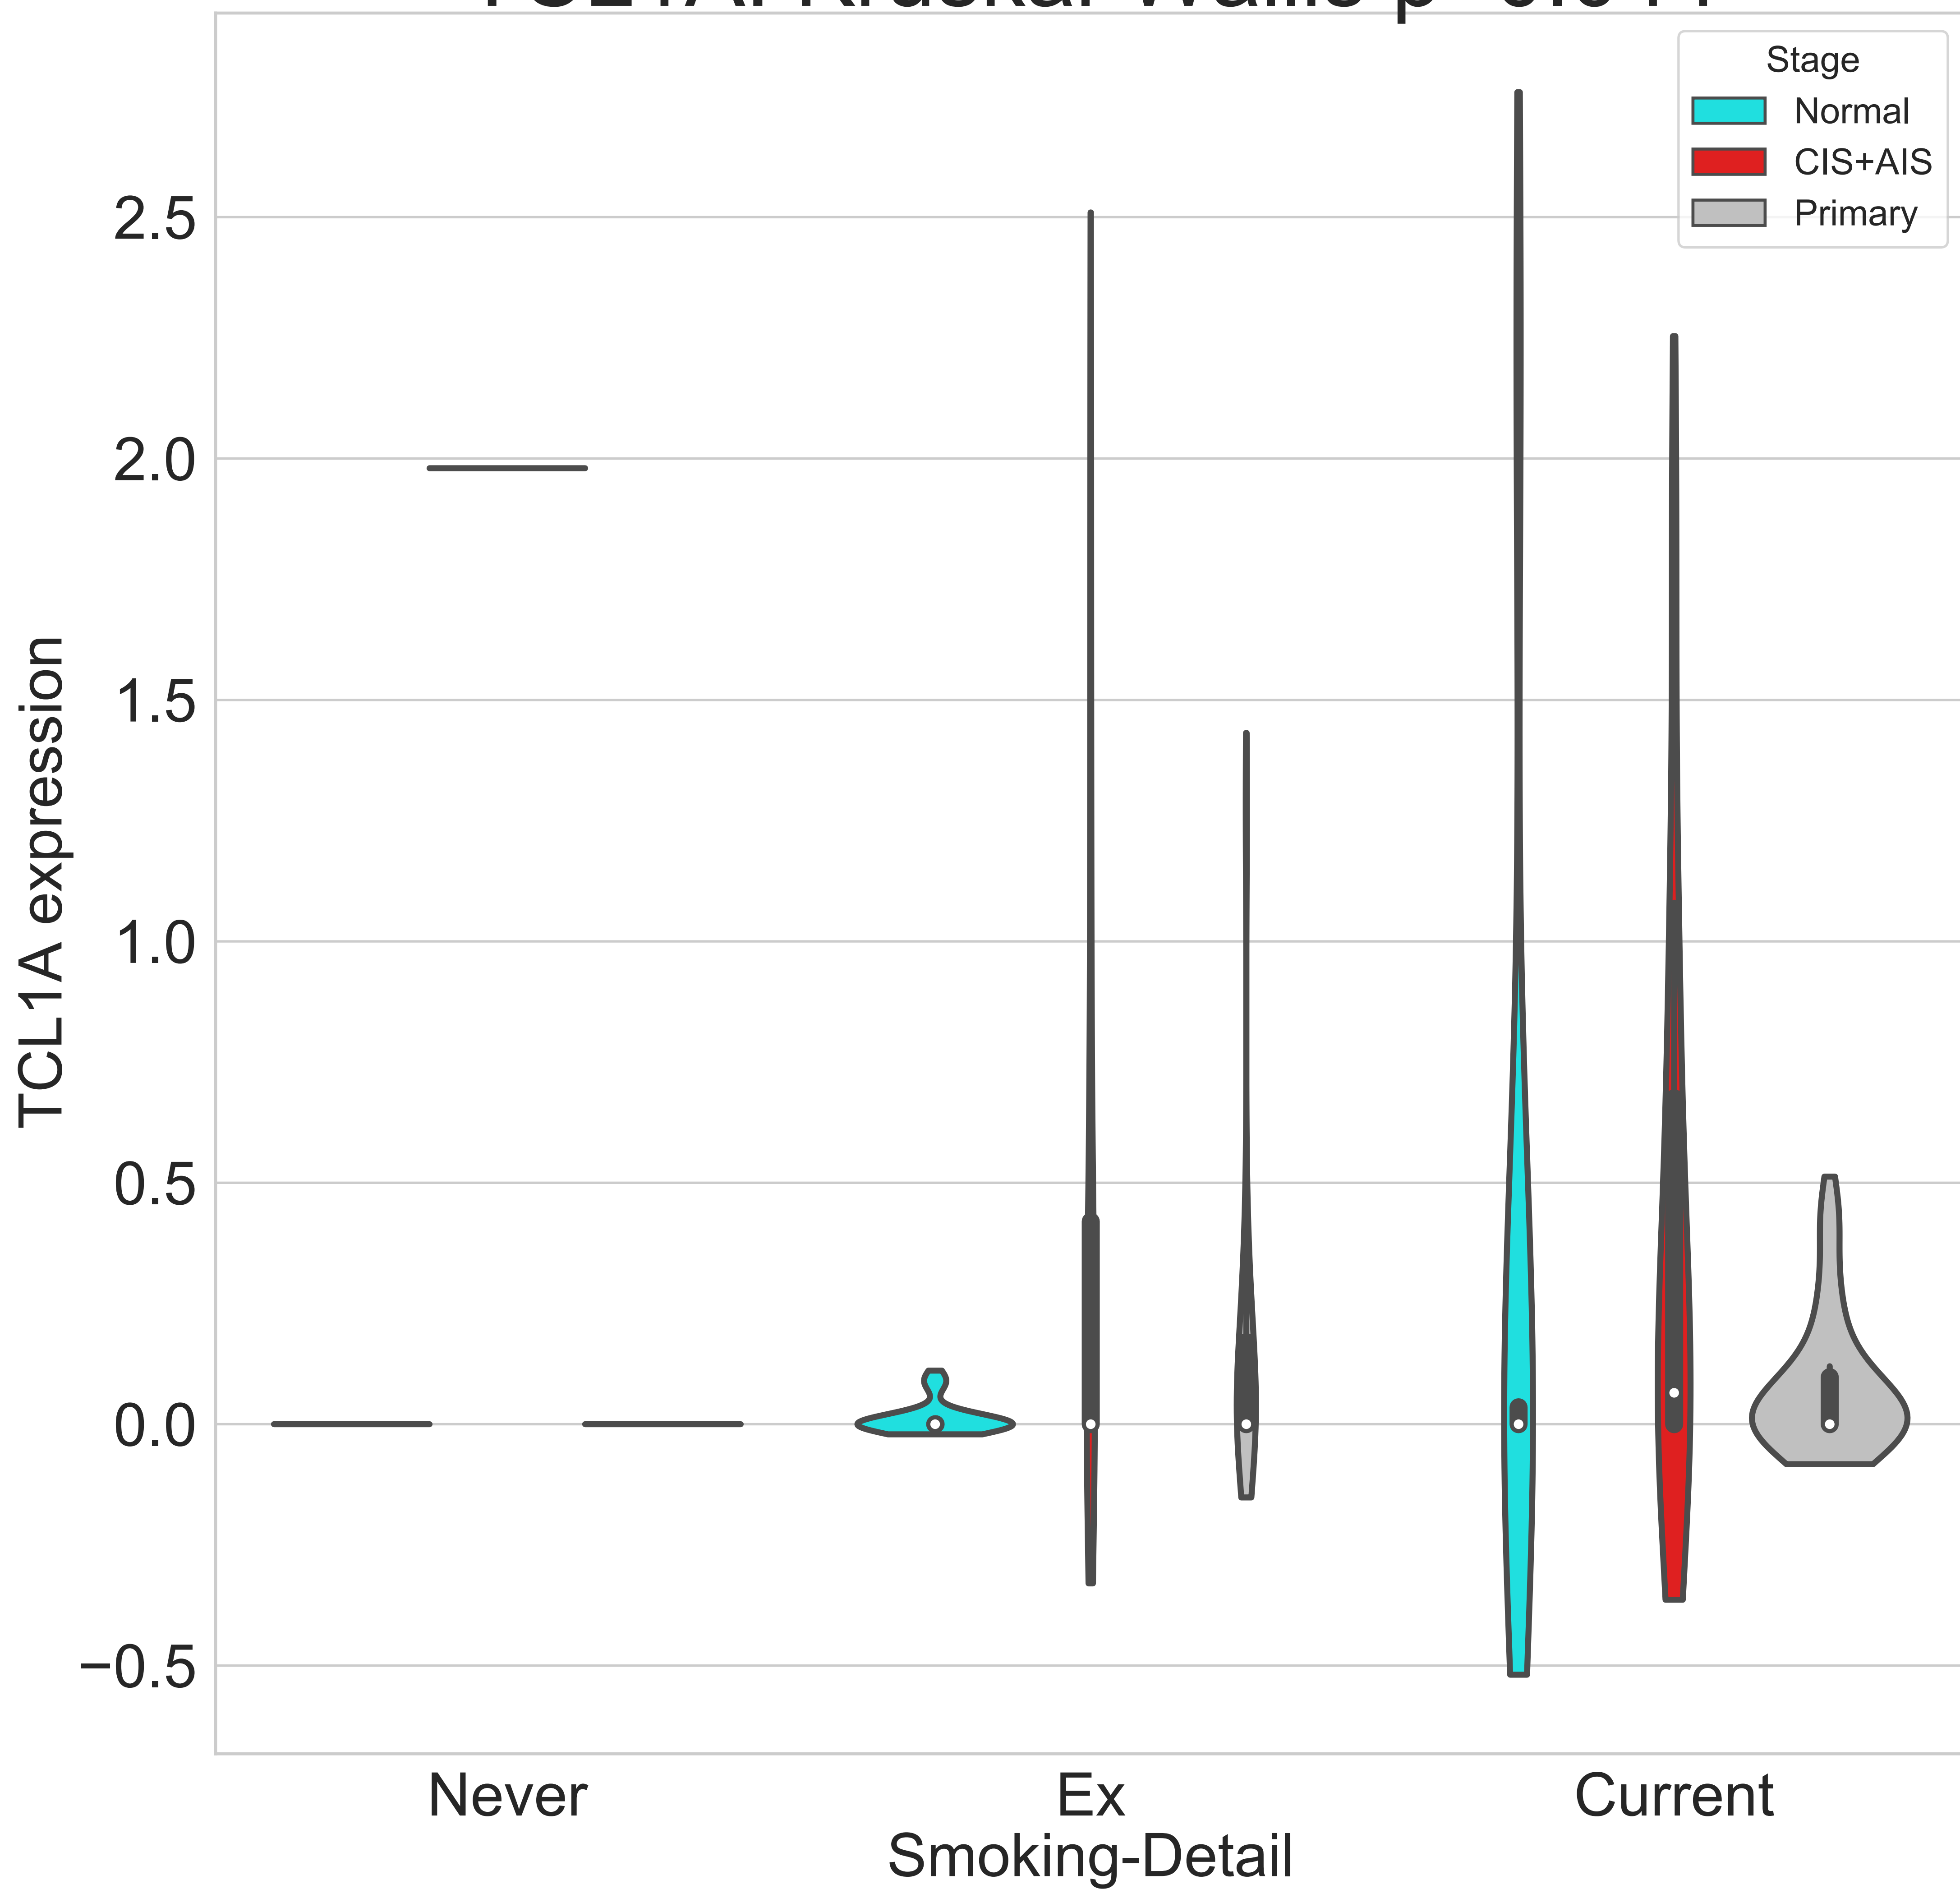 Stage
Normal
CIS+AIS
Primary
2.5
2.0
1.5
1.0
0.5
0.0
−0.5
TCL1A expression
Never
Ex
Current
Smoking-Detail